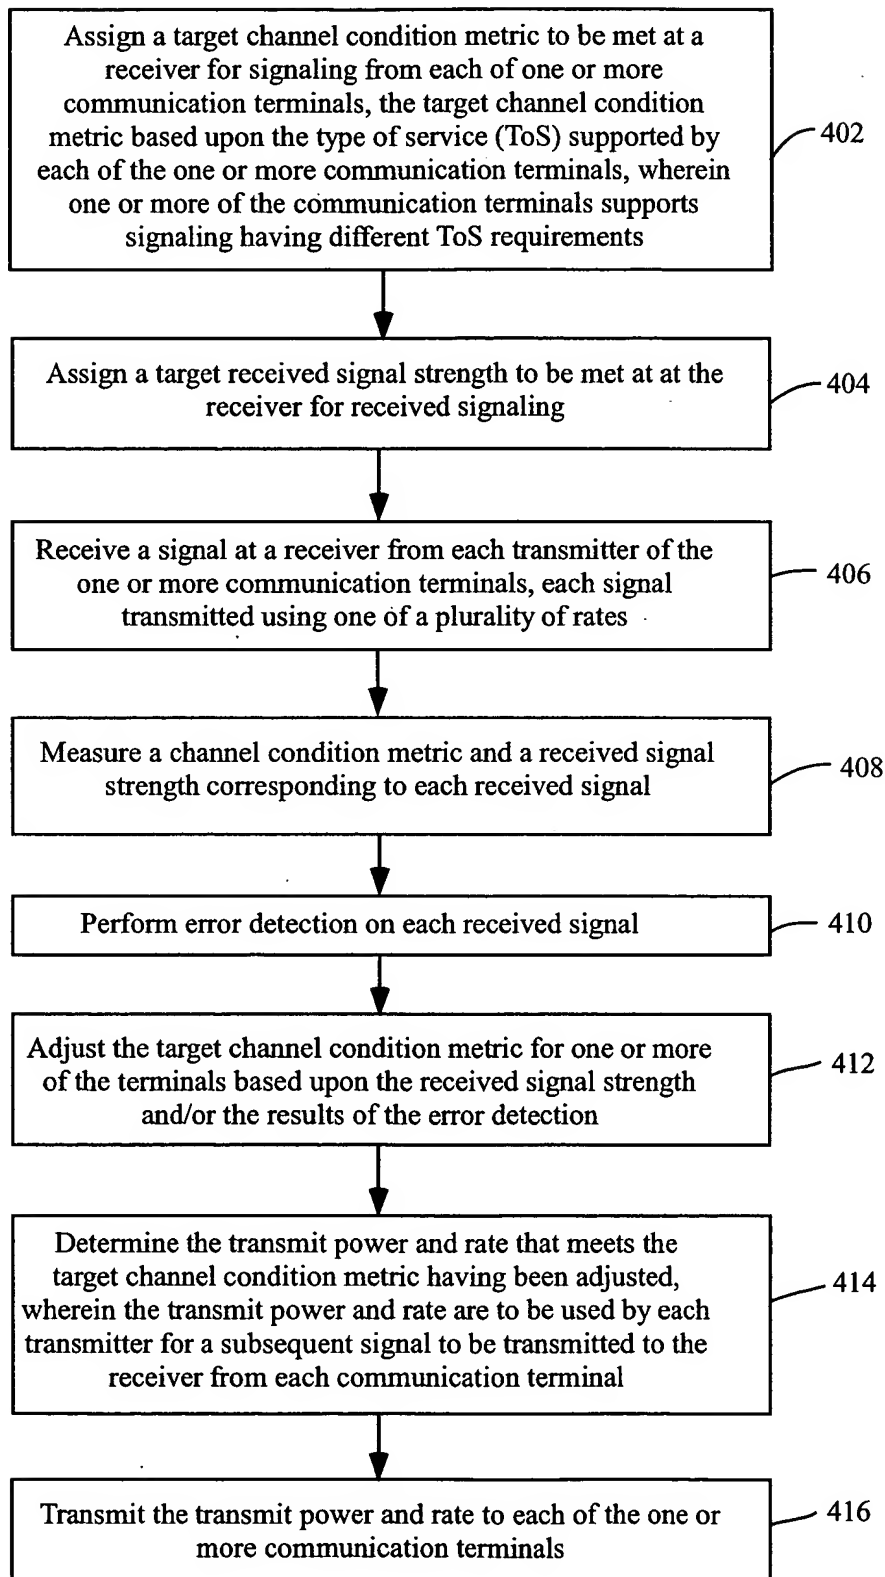 Assign a target channel condition metric to be met at a
receiver for signaling from each of one or more
communication terminals, the target channel condition
metric based upon the type of service (ToS) supported by
each of the one or more communication terminals, wherein
one or more of the communication terminals supports
signaling having different ToS requirements
402
Assign a target received signal strength to be met at at the
receiver for received signaling
404
Receive a signal at a receiver from each transmitter of the
one or more communication terminals, each signal
transmitted using one of a plurality of rates
406
Measure a channel condition metric and a received signal
strength corresponding to each received signal
408
Perform error detection on each received signal
410
Adjust the target channel condition metric for one or more
of the terminals based upon the received signal strength
and/or the results of the error detection
412
Determine the transmit power and rate that meets the
target channel condition metric having been adjusted,
wherein the transmit power and rate are to be used by each
transmitter for a subsequent signal to be transmitted to the
receiver from each communication terminal
414
Transmit the transmit power and rate to each of the one or
more communication terminals
416